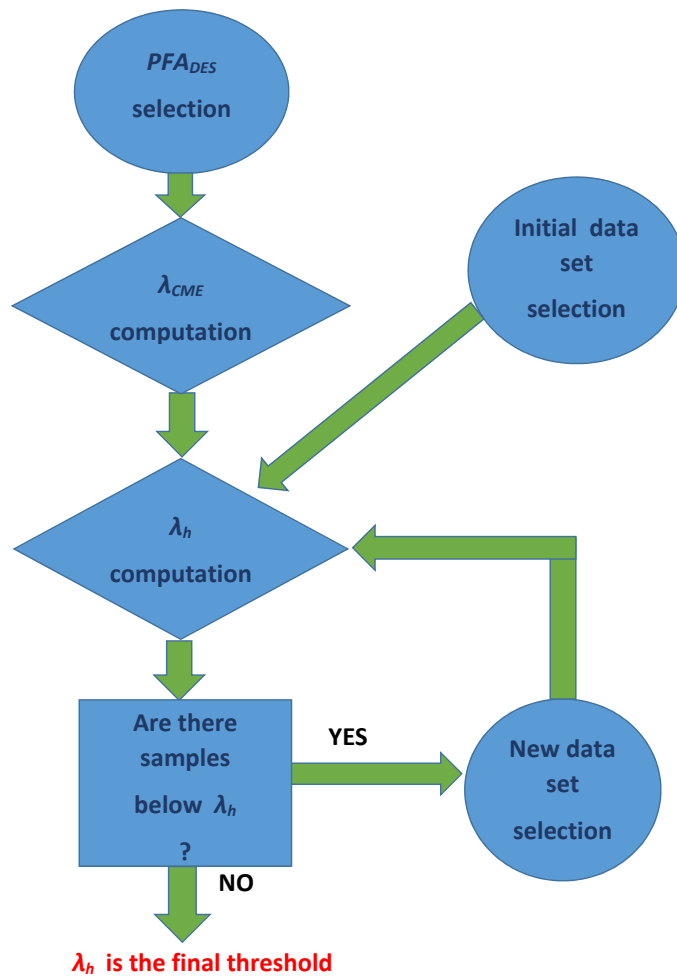 PFADES
selection
λCME
computation
Initial data
set
selection
λh
computation
Are there
samples
below λh
?
YES
New data
set
selection
NO
λh is the final threshold